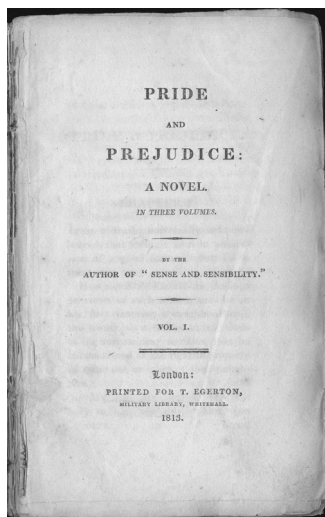 PRIDE
AND
PREJUDICE:
A NOVEL.
IN THREE VOLUMES.
BY THE
AUTHOR OF “ SENSE AND SENSIBILITY.”
VOL. I.
London:
PRINTED FOR T. EGERTON,
MILITARY LIBRARY, WHITEHALL.
1813.